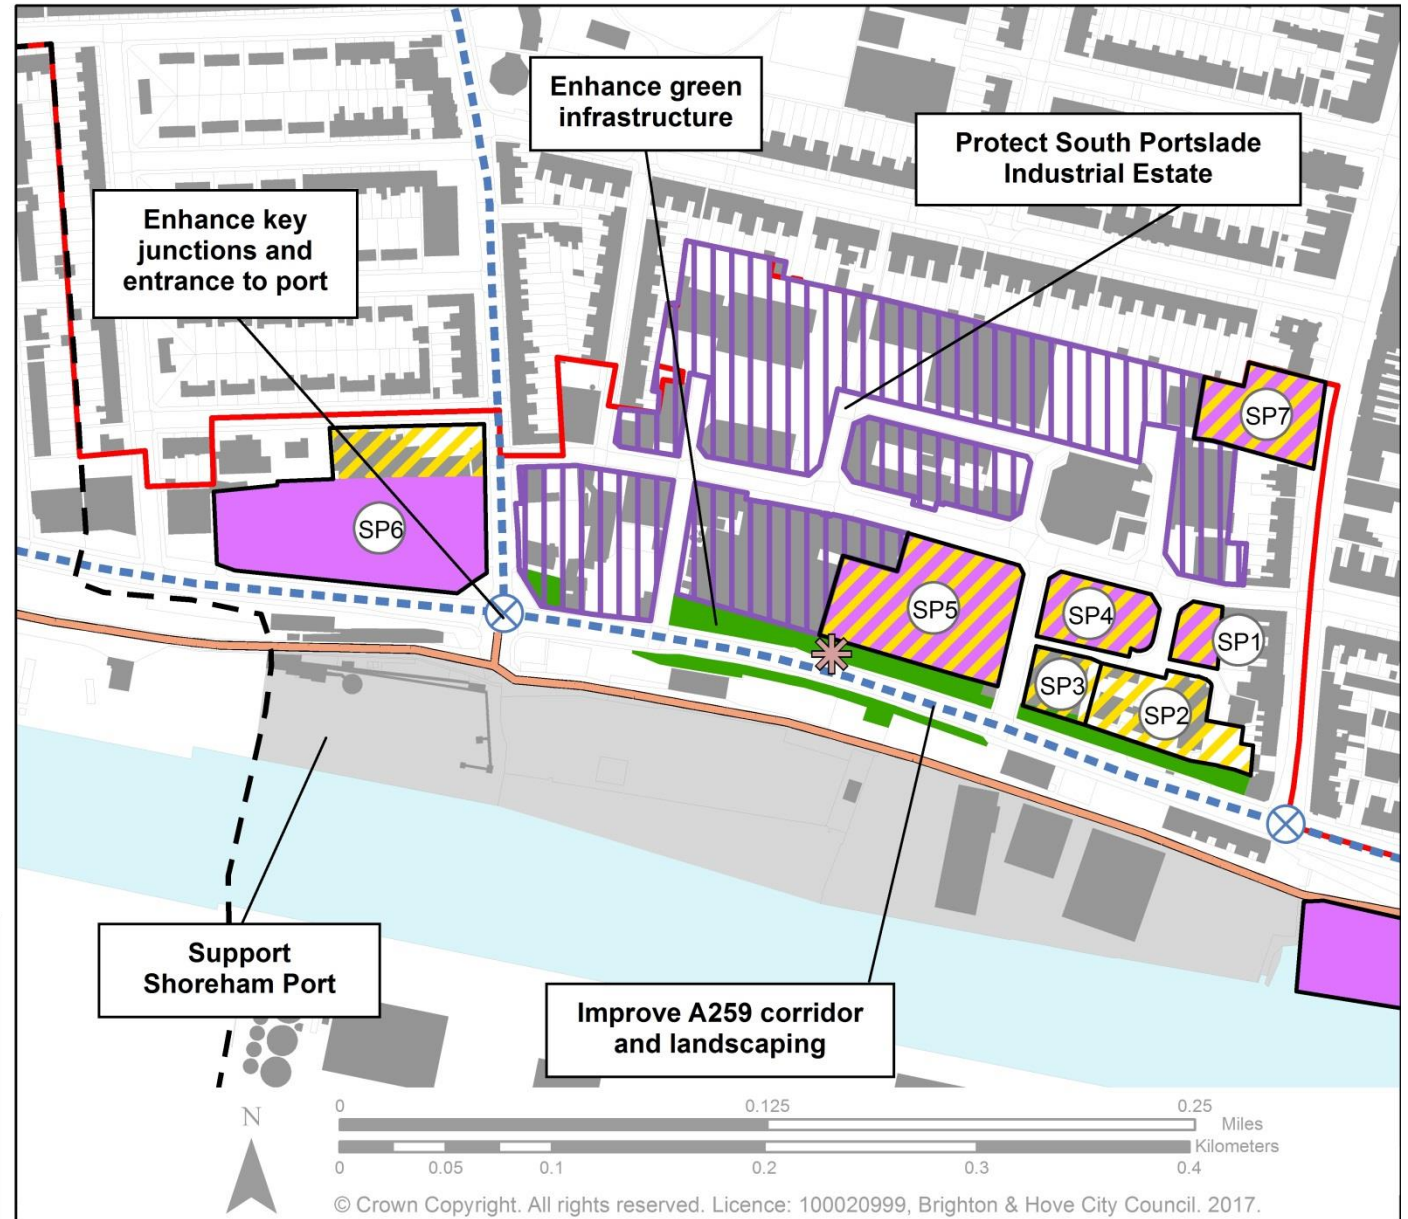 Enhance green
infrastructure
Protect South Portslade
Industrial Estate
Enhance key
junctions and
entrance to port
SP7
SP6
SP5
SP4
SP1
SP3
SP2
Support
Shoreham Port
Improve A259 corridor
and landscaping
N
0 0.125 0.25
Miles
Kilometers
0 0.05 0.1 0.2 0.3 0.4
© Crown Copyright. All rights reserved. Licence: 100020999, Brighton & Hove City Council. 2017.